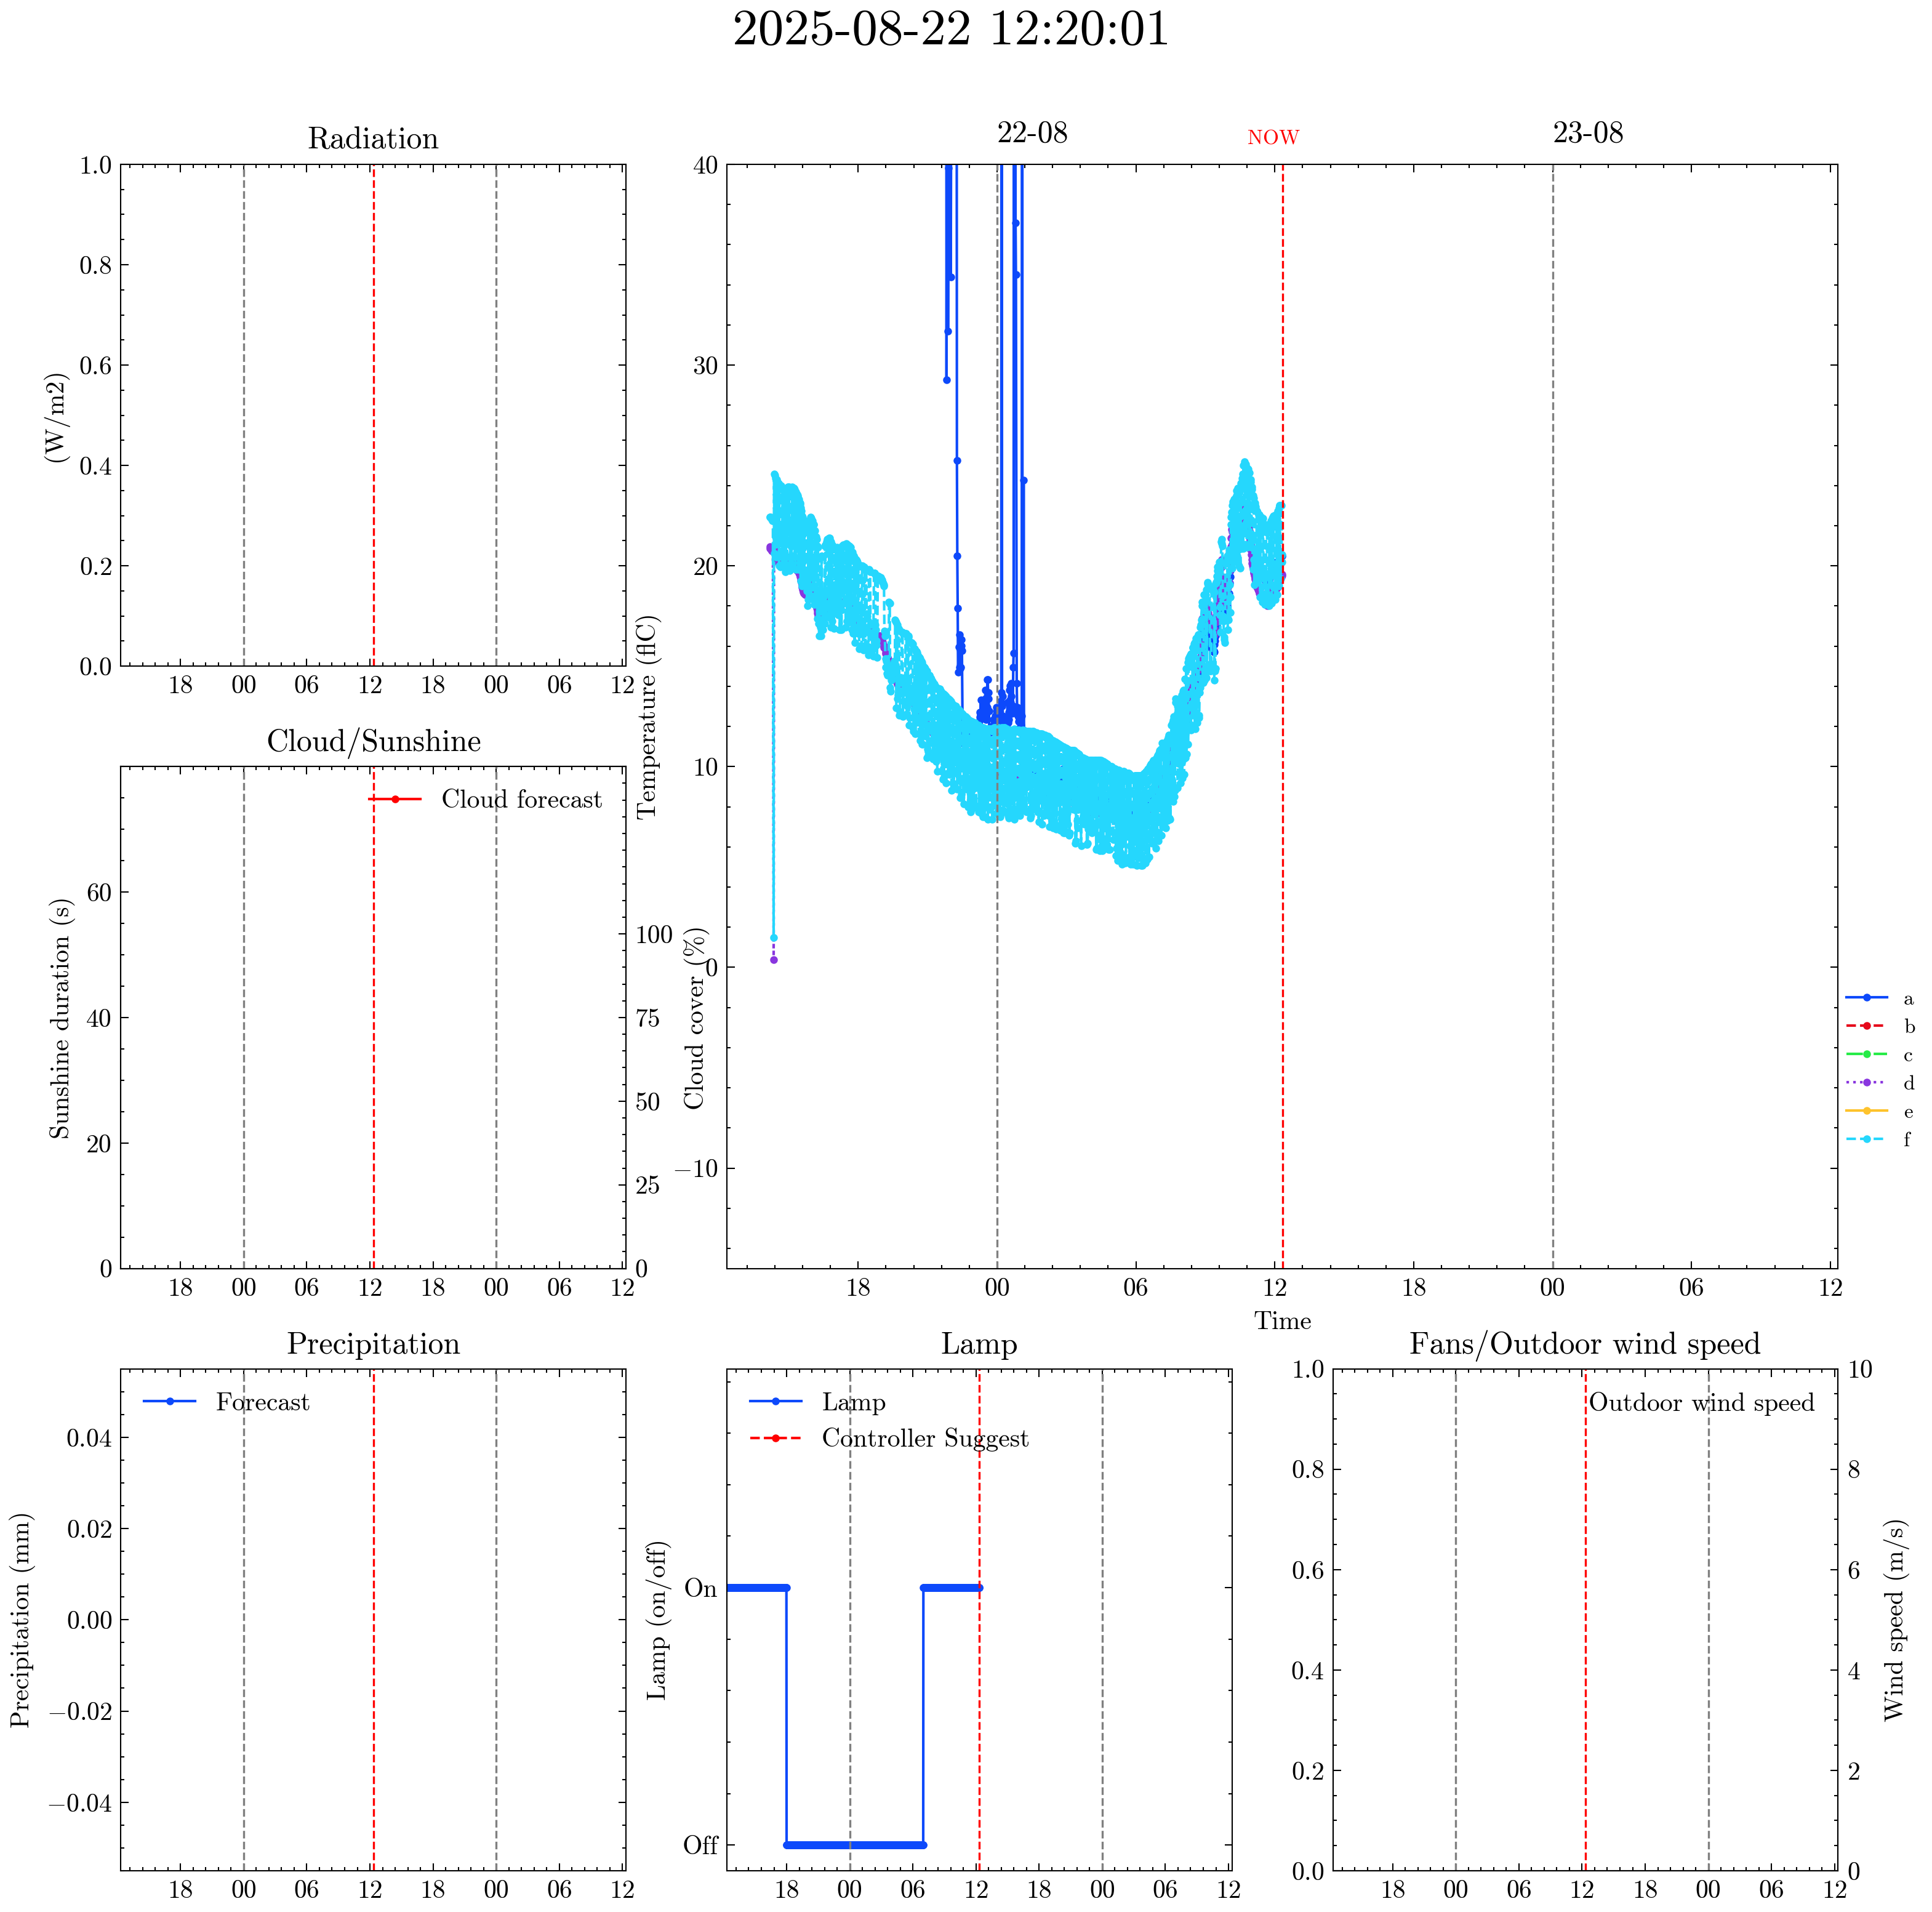 2025-08-22 12:20:01
Radiation
1.0
0.8
0.6
0.4
0.2
0.0
(W/m2)
18 00 06 12 18 00 06 12
22-08
NOW
23-08
40
30
20
10
0
−10
Temperature (flC)
18 00 06 12 18 00 06 12
Time
a
b
c
d
e
f
Cloud/Sunshine
Cloud forecast
60
40
20
0
Sunshine duration (s)
100
75
50
25
0
Cloud cover (%)
18 00 06 12 18 00 06 12
Precipitation
Forecast
0.04
0.02
0.00
−0.02
−0.04
Precipitation (mm)
18 00 06 12 18 00 06 12
Lamp
Lamp
Controller Suggest
On
Off
Lamp (on/off)
18 00 06 12 18 00 06 12
Fans/Outdoor wind speed
Outdoor wind speed
1.0
0.8
0.6
0.4
0.2
0.0
10
8
6
4
2
0
Wind speed (m/s)
18 00 06 12 18 00 06 12